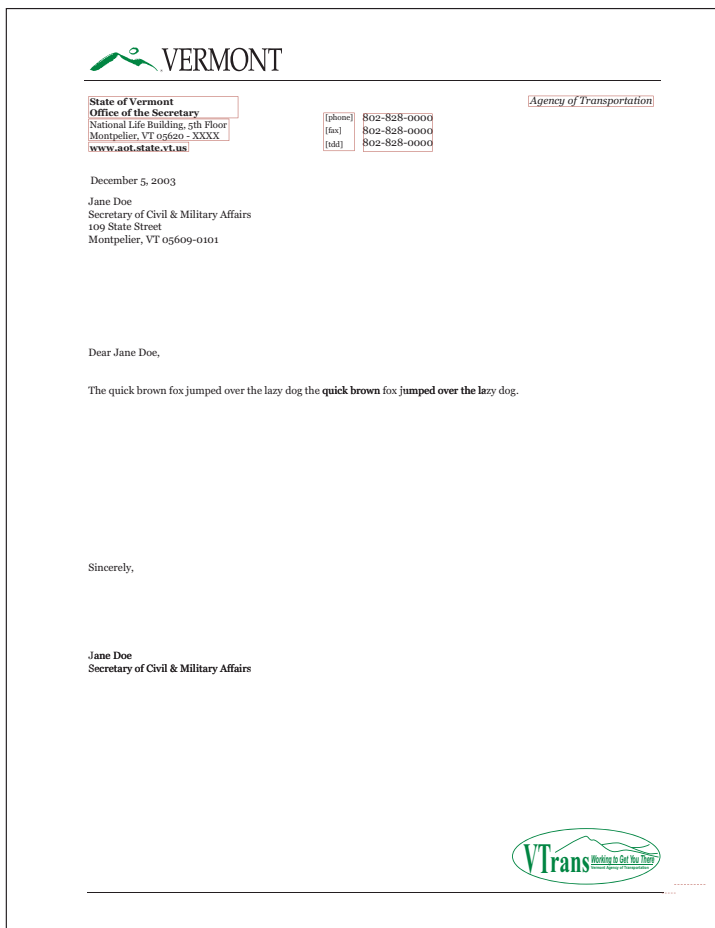 VERMONT
State of Vermont
Office of the Secretary
National Life Building, 5th Floor
Montpelier, VT 05620 - XXXX
www.aot.state.vt.us
[phone] 802-828-0000
[fax] 802-828-0000
[tdd] 802-828-0000
Agency of Transportation
December 5, 2003
Jane Doe
Secretary of Civil & Military Affairs
109 State Street
Montpelier, VT 05609-0101
Dear Jane Doe,
The quick brown fox jumped over the lazy dog the quick brown fox jumped over the lazy dog.
Sincerely,
Jane Doe
Secretary of Civil & Military Affairs
VTrans Working to Get You There
Vermont Agency of Transportation